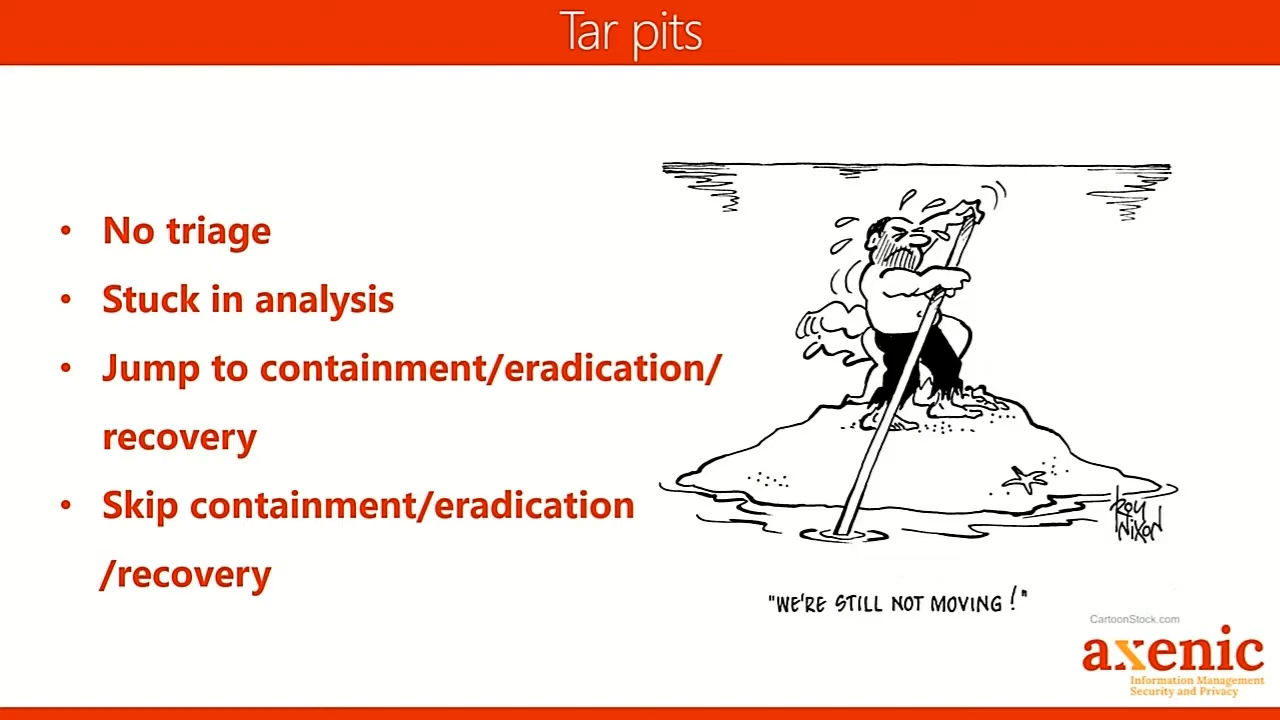 Tar pits
• No triage
• Stuck in analysis
• Jump to containment/eradication/
recovery
• Skip containment/eradication
/recovery
ROY
NIXON
"WE'RE STILL NOT MOVING!"
CartoonStock.com
axenic
Information Management
Security and Privacy